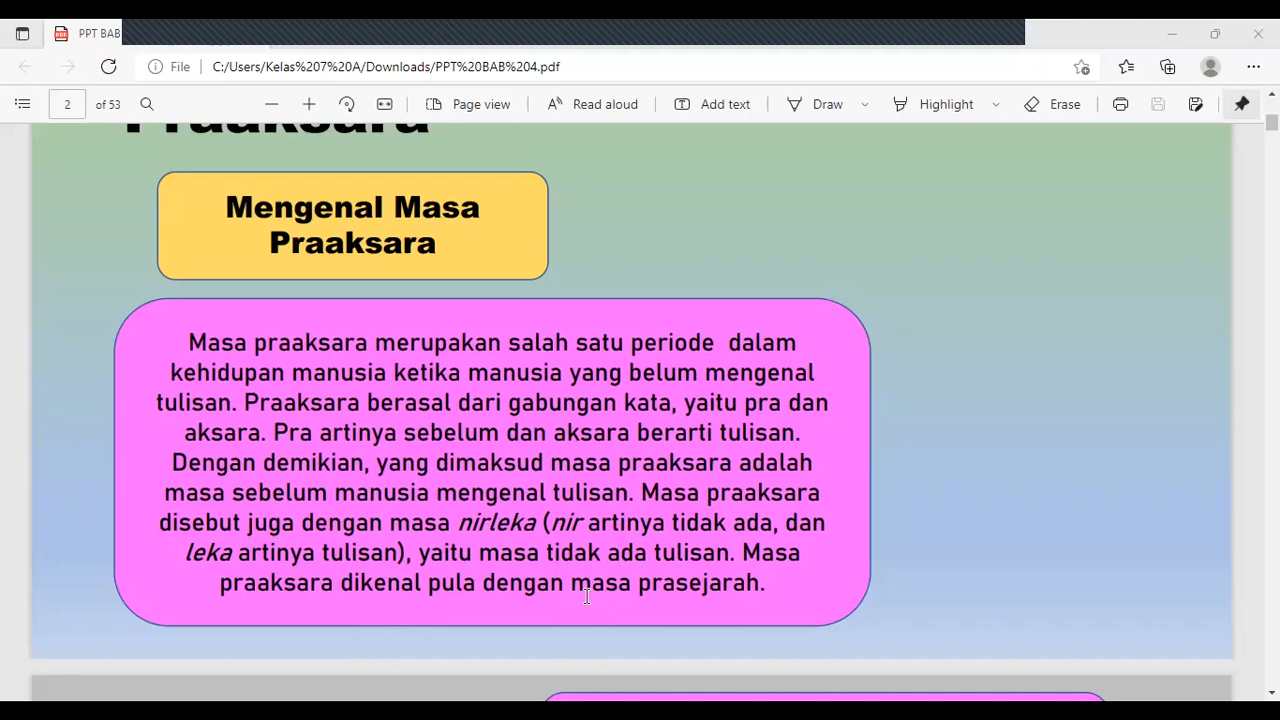 PPT BAB
File
C:/Users/Kelas%207%20A/Downloads/PPT%20BAB%204.pdf
2 of 53
Page view
Read aloud
Add text
Draw
Highlight
Erase
Praaksara
Mengenal Masa
Praaksara
Masa praaksara merupakan salah satu periode dalam
kehidupan manusia ketika manusia yang belum mengenal
tulisan. Praaksara berasal dari gabungan kata, yaitu pra dan
aksara. Pra artinya sebelum dan aksara berarti tulisan.
Dengan demikian, yang dimaksud masa praaksara adalah
masa sebelum manusia mengenal tulisan. Masa praaksara
disebut juga dengan masa nirleka (nir artinya tidak ada, dan
leka artinya tulisan), yaitu masa tidak ada tulisan. Masa
praaksara dikenal pula dengan masa prasejarah.